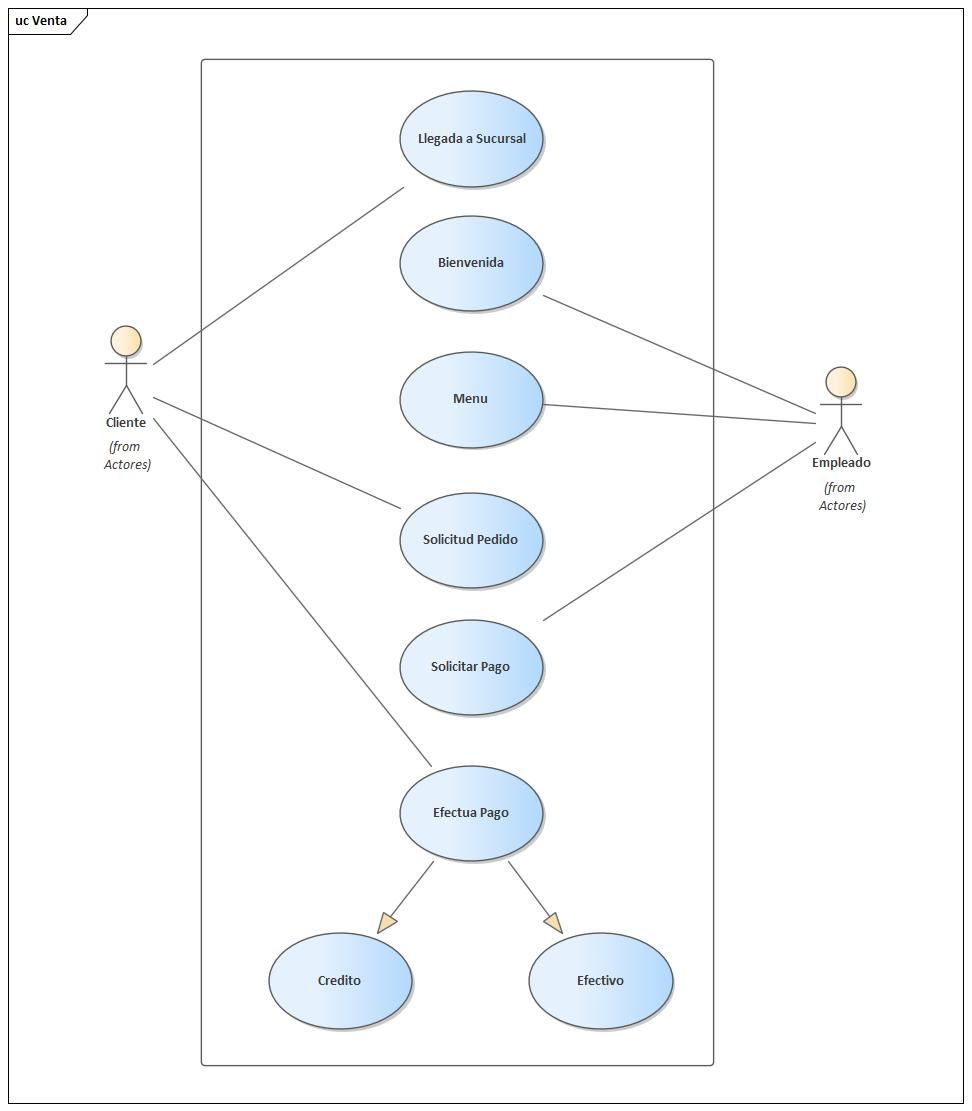 uc Venta
Llegada a Sucursal
Bienvenida
Menu
Cliente
(from
Actores)
Empleado
(from
Actores)
Solicitud Pedido
Solicitar Pago
Efectua Pago
Credito
Efectivo